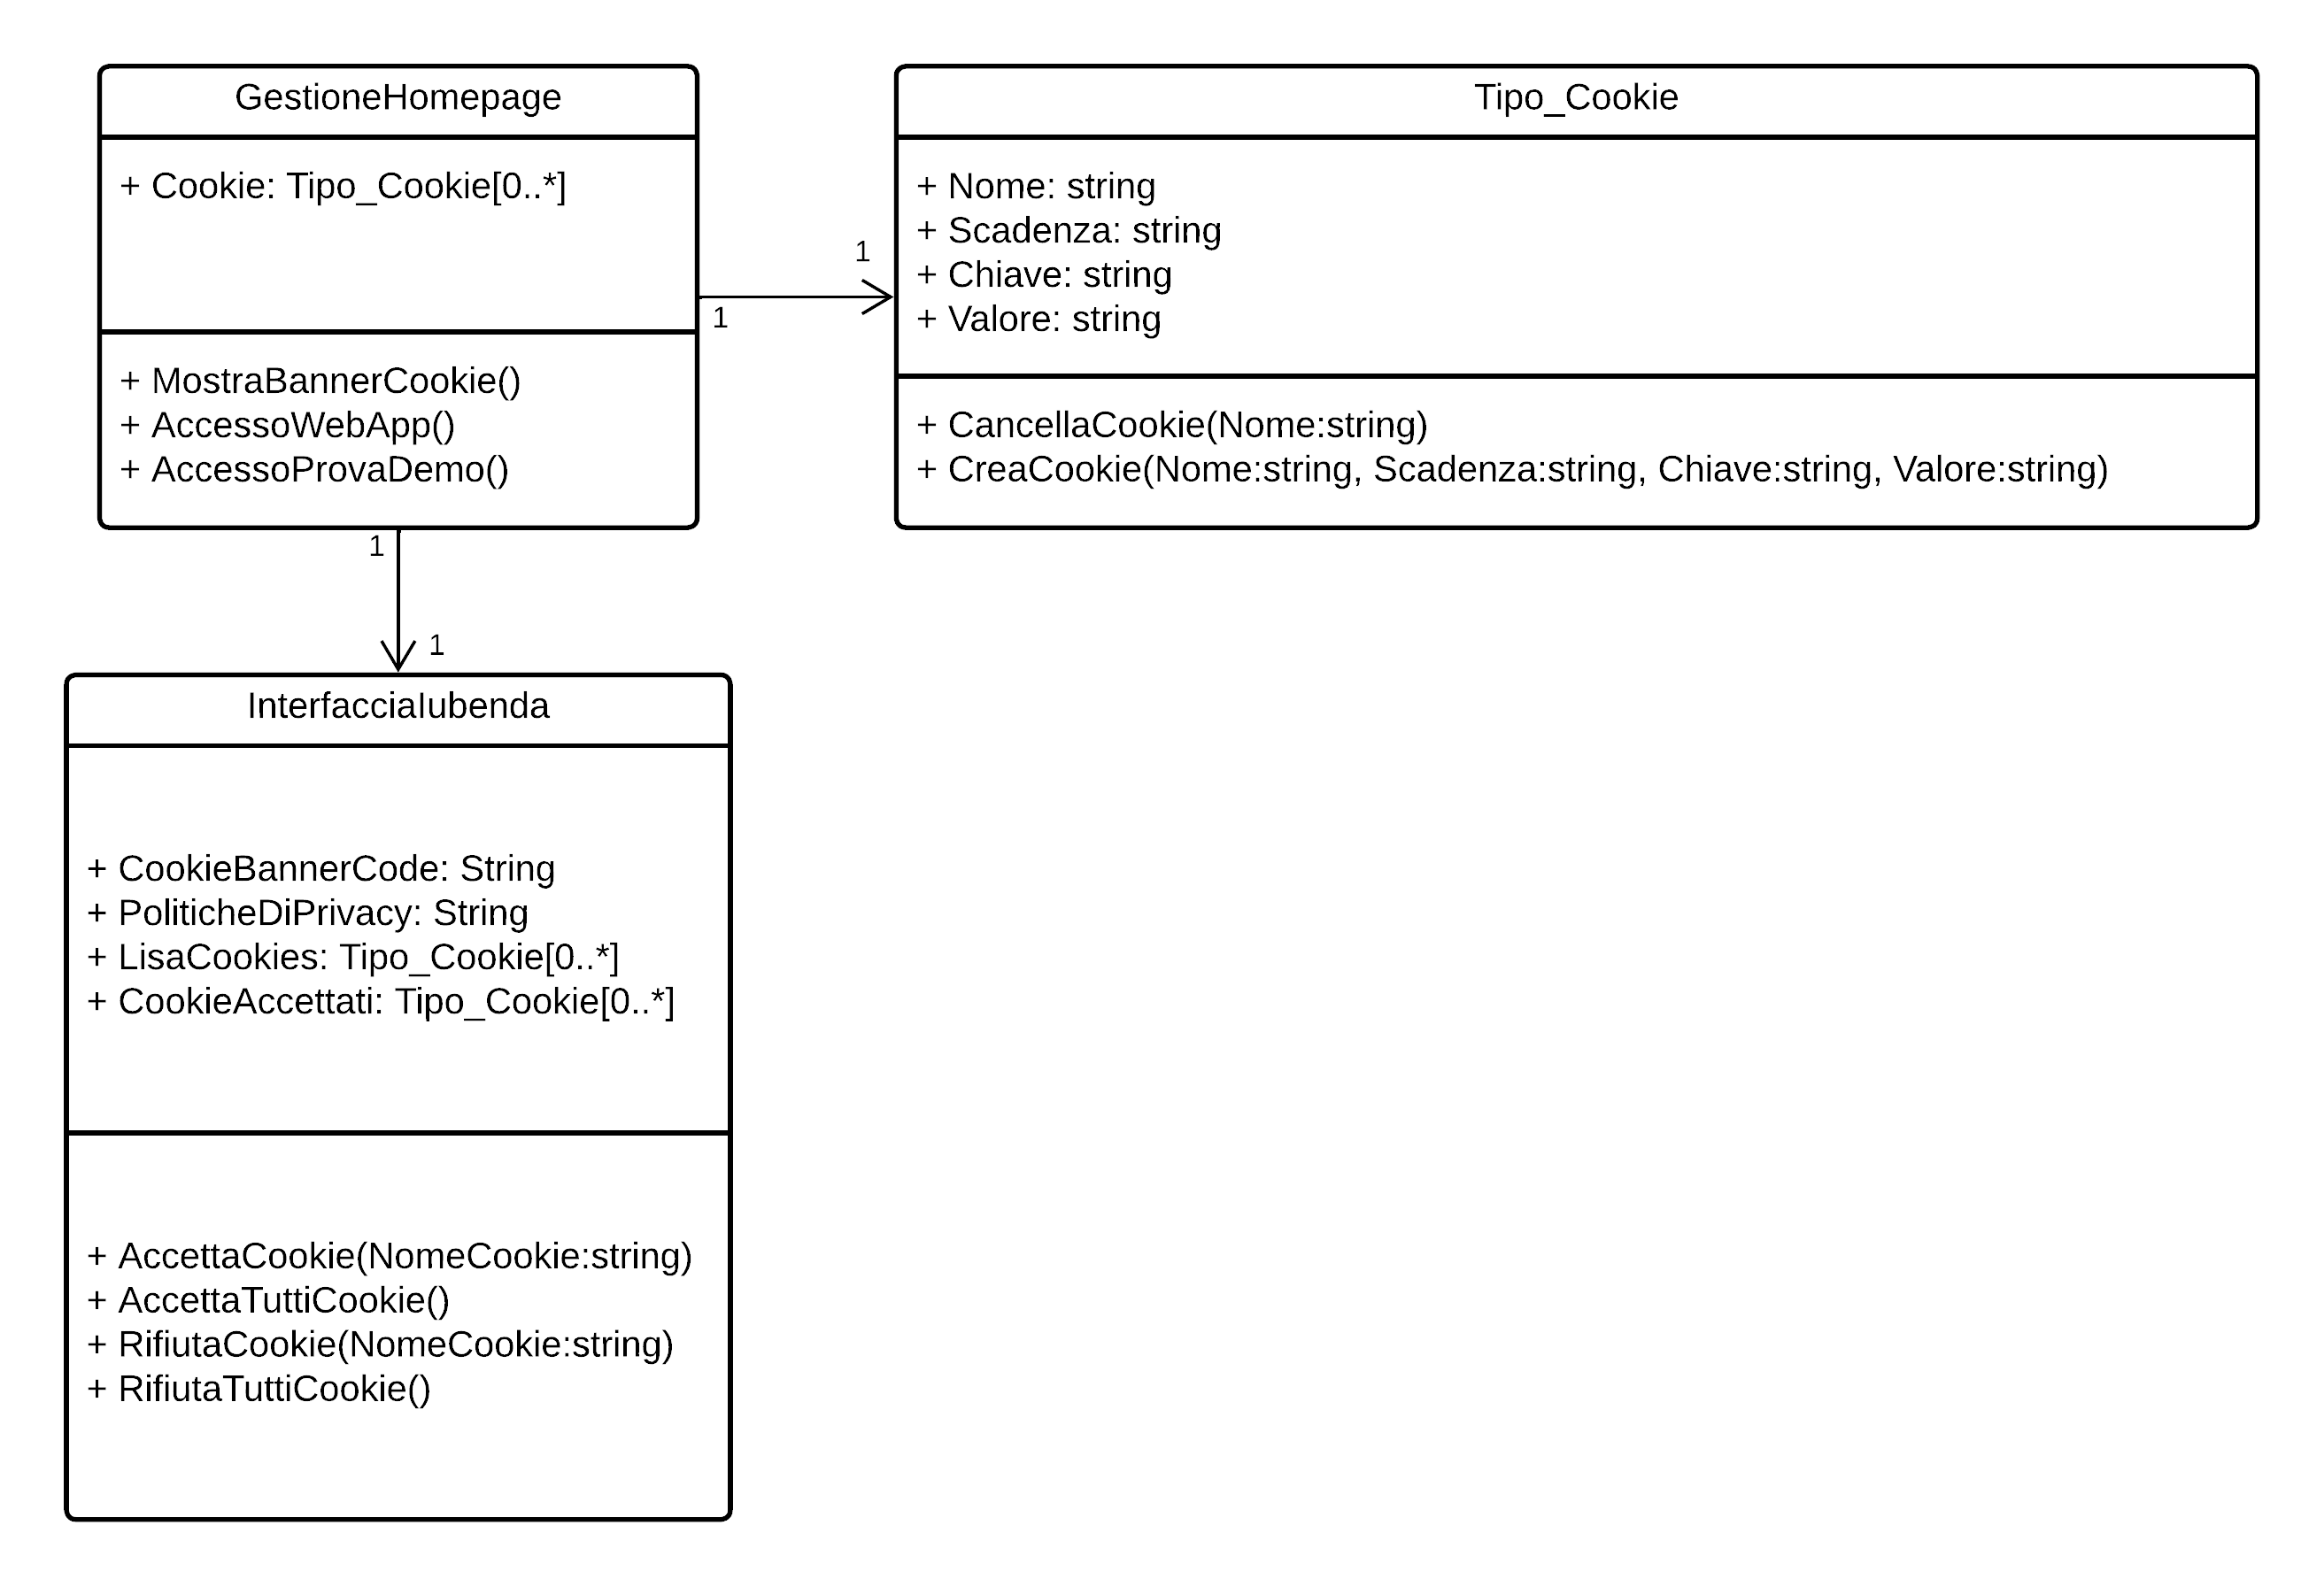 GestioneHomepage
+ Cookie: Tipo_Cookie[0..*]
+ MostraBannerCookie()
+ AccessoWebApp()
+ AccessoProvaDemo()
1
1
Tipo_Cookie
+ Nome: string
+ Scadenza: string
+ Chiave: string
+ Valore: string
+ CancellaCookie(Nome:string)
+ CreaCookie(Nome:string, Scadenza:string, Chiave:string, Valore:string)
1
1
InterfacciaIubenda
+ CookieBannerCode: String
+ PoliticheDiPrivacy: String
+ LisaCookies: Tipo_Cookie[0..*]
+ CookieAccettati: Tipo_Cookie[0..*]
+ AccettaCookie(NomeCookie:string)
+ AccettaTuttiCookie()
+ RifiutaCookie(NomeCookie:string)
+ RifiutaTuttiCookie()